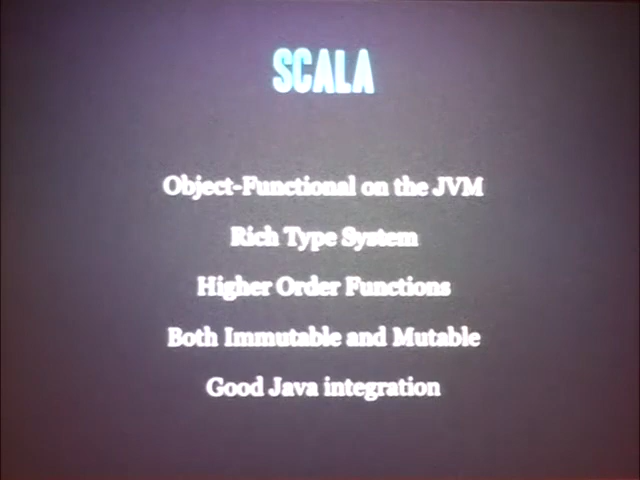 SCALA
Object-Functional on the JVM
Rich Type System
Higher Order Functions
Both Immutable and Mutable
Good Java integration